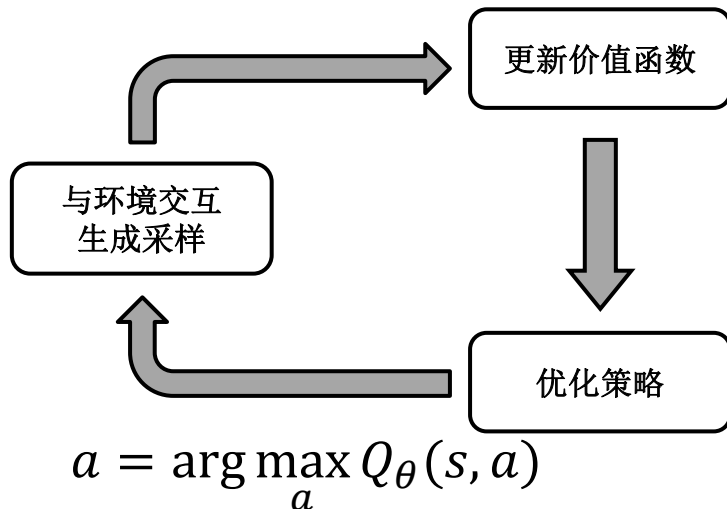 更新价值函数
与环境交互
生成采样
优化策略
a = arg max Q_θ(s, a)
a